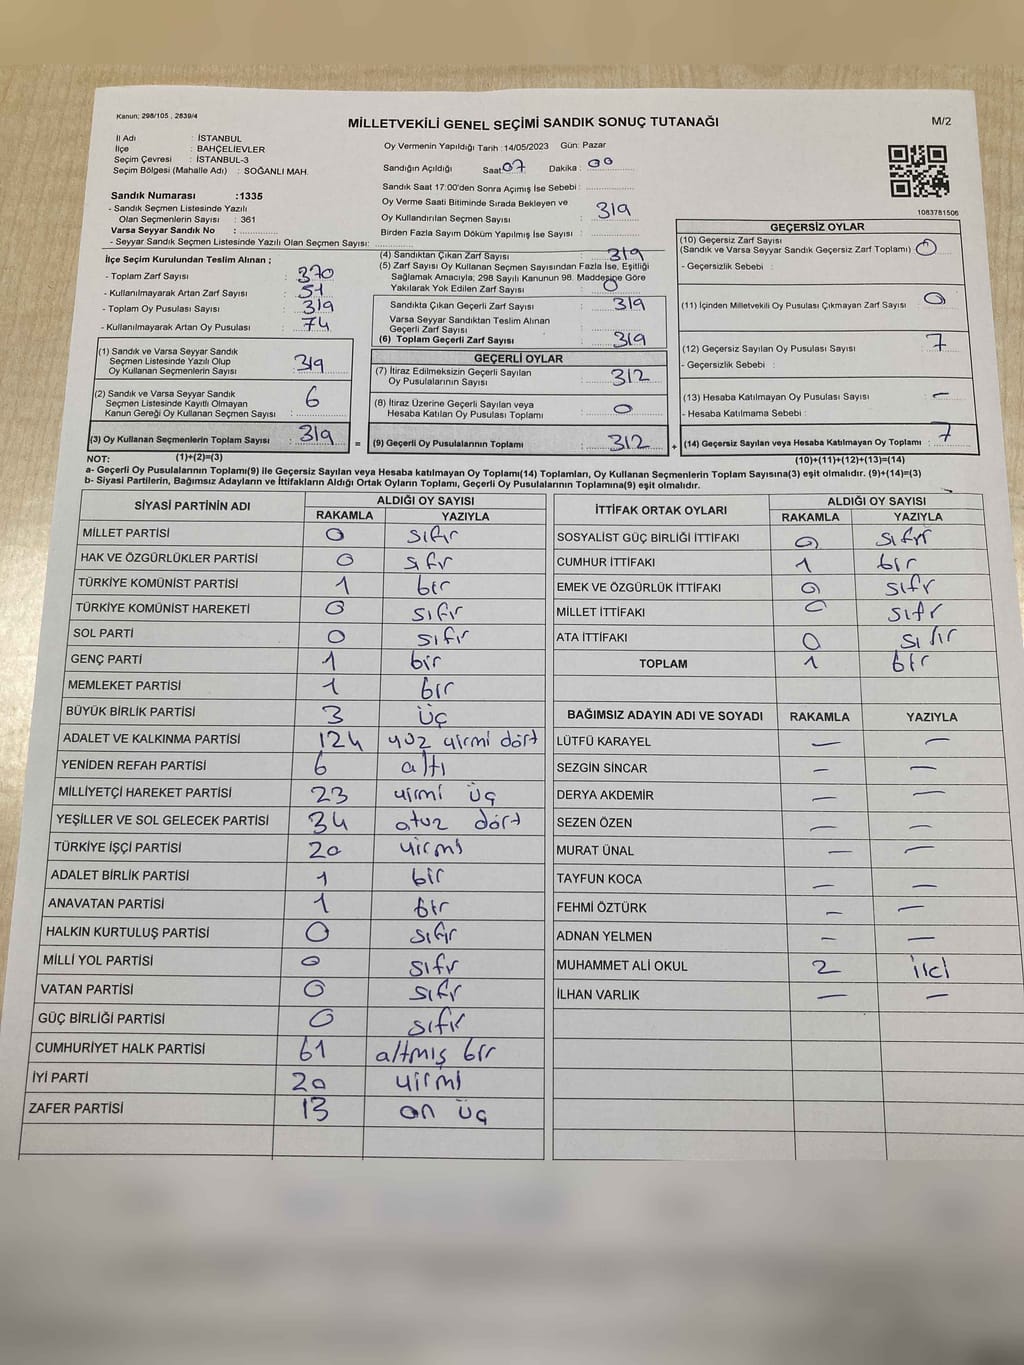 Kanun; 298/105 , 2839/4
MİLLETVEKİLİ GENEL SEÇİMİ SANDIK SONUÇ TUTANAĞI
M/2
İl Adı : İSTANBUL
İlçe : BAHÇELİEVLER
Seçim Çevresi : İSTANBUL-3
Seçim Bölgesi (Mahalle Adı) : SOĞANLI MAH.
Sandık Numarası :1335
- Sandık Seçmen Listesinde Yazılı
Olan Seçmenlerin Sayısı : 361
Varsa Seyyar Sandık No :
- Seyyar Sandık Seçmen Listesinde Yazılı Olan Seçmen Sayısı:
İlçe Seçim Kurulundan Teslim Alınan ;
- Toplam Zarf Sayısı : 370
- Kullanılmayarak Artan Zarf Sayısı : 51
- Toplam Oy Pusulası Sayısı : 319
- Kullanılmayarak Artan Oy Pusulası : 74
(1) Sandık ve Varsa Seyyar Sandık
Seçmen Listesinde Yazılı Olup
Oy Kullanan Seçmenlerin Sayısı : 319
(2) Sandık ve Varsa Seyyar Sandık
Seçmen Listesinde Kayıtlı Olmayan
Kanun Gereği Oy Kullanan Seçmen Sayısı : 6
(3) Oy Kullanan Seçmenlerin Toplam Sayısı : 319
(1)+(2)=(3)
Oy Vermenin Yapıldığı Tarih : 14/05/2023 Gün: Pazar
Sandığın Açıldığı Saat 07 Dakika : 00
Sandık Saat 17:00'den Sonra Açımış İse Sebebi :
Oy Verme Saati Bitiminde Sırada Bekleyen ve
Oy Kullandırılan Seçmen Sayısı : 319
Birden Fazla Sayım Döküm Yapılmış İse Sayısı :
(4) Sandıktan Çıkan Zarf Sayısı : 319
(5) Zarf Sayısı Oy Kullanan Seçmen Sayısından Fazla İse, Eşitliği
Sağlamak Amacıyla; 298 Sayılı Kanunun 98. Maddesine Göre
Yakılarak Yok Edilen Zarf Sayısı : 0
Sandıkta Çıkan Geçerli Zarf Sayısı : 319
Varsa Seyyar Sandıktan Teslim Alınan
Geçerli Zarf Sayısı :
(6) Toplam Geçerli Zarf Sayısı : 319
GEÇERLİ OYLAR
(7) İtiraz Edilmeksizin Geçerli Sayılan
Oy Pusulalarının Sayısı : 312
(8) İtiraz Üzerine Geçerli Sayılan veya
Hesaba Katılan Oy Pusulası Toplamı : 0
= (9) Geçerli Oy Pusulalarının Toplamı : 312 +
1083781506
GEÇERSİZ OYLAR
(10) Geçersiz Zarf Sayısı
(Sandık ve Varsa Seyyar Sandık Geçersiz Zarf Toplamı) : 0
- Geçersizlik Sebebi :
(11) İçinden Milletvekili Oy Pusulası Çıkmayan Zarf Sayısı : 0
(12) Geçersiz Sayılan Oy Pusulası Sayısı : 7
- Geçersizlik Sebebi :
(13) Hesaba Katılmayan Oy Pusulası Sayısı : -
- Hesaba Katılmama Sebebi :
(14) Geçersiz Sayılan veya Hesaba Katılmayan Oy Toplamı : 7
(10)+(11)+(12)+(13)=(14)
NOT:
a- Geçerli Oy Pusulalarının Toplamı(9) ile Geçersiz Sayılan veya Hesaba katılmayan Oy Toplamı(14) Toplamları, Oy Kullanan Seçmenlerin Toplam Sayısına(3) eşit olmalıdır. (9)+(14)=(3)
b- Siyasi Partilerin, Bağımsız Adayların ve İttifakların Aldığı Ortak Oyların Toplamı, Geçerli Oy Pusulalarının Toplamına(9) eşit olmalıdır.
SİYASİ PARTİNİN ADI ALDIĞI OY SAYISI
RAKAMLA YAZIYLA
MİLLET PARTİSİ 0 sıfır
HAK VE ÖZGÜRLÜKLER PARTİSİ 0 sıfr
TÜRKİYE KOMÜNİST PARTİSİ 1 bir
TÜRKİYE KOMÜNİST HAREKETİ 0 sıfır
SOL PARTİ 0 sıfır
GENÇ PARTİ 1 bir
MEMLEKET PARTİSİ 1 bir
BÜYÜK BİRLİK PARTİSİ 3 üç
ADALET VE KALKINMA PARTİSİ 124 yüz yirmi dört
YENİDEN REFAH PARTİSİ 6 altı
MİLLİYETÇİ HAREKET PARTİSİ 23 yirmi üç
YEŞİLLER VE SOL GELECEK PARTİSİ 34 otuz dört
TÜRKİYE İŞÇİ PARTİSİ 20 yirmi
ADALET BİRLİK PARTİSİ 1 bir
ANAVATAN PARTİSİ 1 bir
HALKIN KURTULUŞ PARTİSİ 0 sıfır
MİLLİ YOL PARTİSİ 0 sıfır
VATAN PARTİSİ 0 sıfır
GÜÇ BİRLİĞİ PARTİSİ 0 sıfır
CUMHURİYET HALK PARTİSİ 61 altmış bir
İYİ PARTİ 20 yirmi
ZAFER PARTİSİ 13 on üç
İTTİFAK ORTAK OYLARI ALDIĞI OY SAYISI
RAKAMLA YAZIYLA
SOSYALİST GÜÇ BİRLİĞİ İTTİFAKI 0 sıfır
CUMHUR İTTİFAKI 1 bir
EMEK VE ÖZGÜRLÜK İTTİFAKI 0 sıfır
MİLLET İTTİFAKI 0 sıfır
ATA İTTİFAKI 0 sıfır
TOPLAM 1 bir
BAĞIMSIZ ADAYIN ADI VE SOYADI RAKAMLA YAZIYLA
LÜTFÜ KARAYEL — —
SEZGİN SİNCAR — —
DERYA AKDEMİR — —
SEZEN ÖZEN — —
MURAT ÜNAL — —
TAYFUN KOCA — —
FEHMİ ÖZTÜRK — —
ADNAN YELMEN — —
MUHAMMET ALİ OKUL 2 iki
İLHAN VARLIK — —